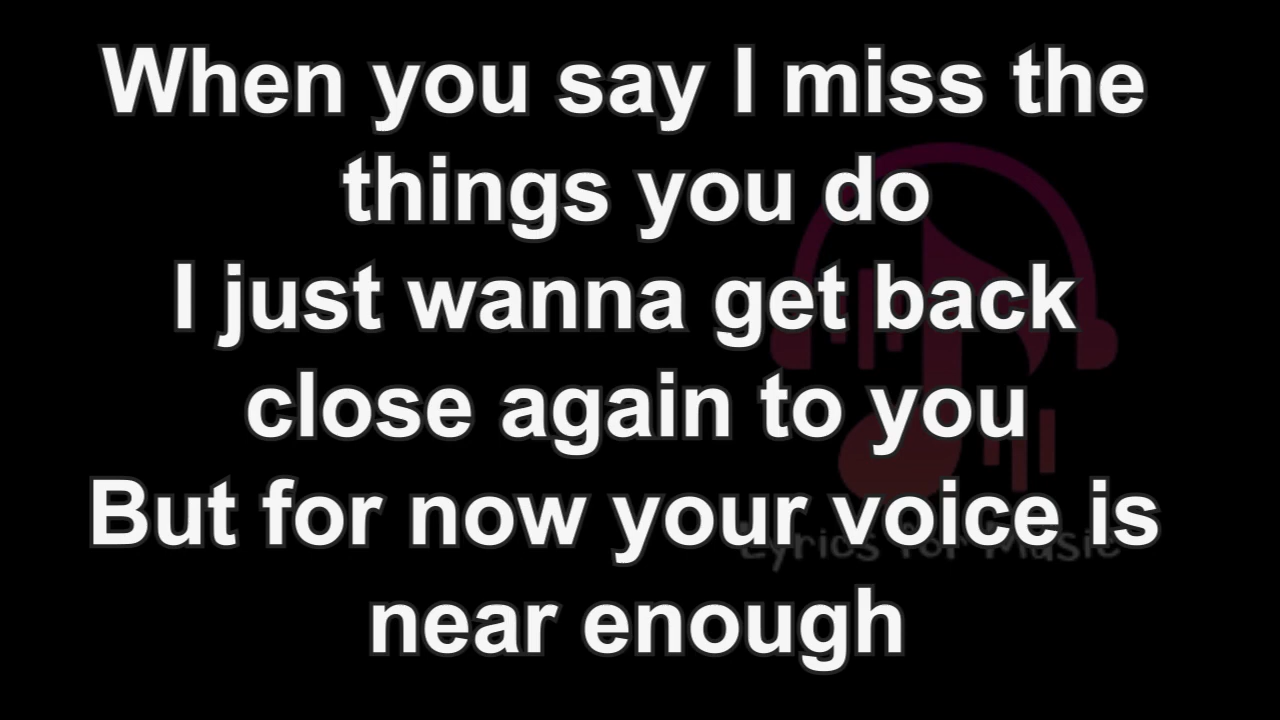 When you say I miss the
things you do
I just wanna get back
close again to you
But for now your voice is
near enough
Lyrics for Music